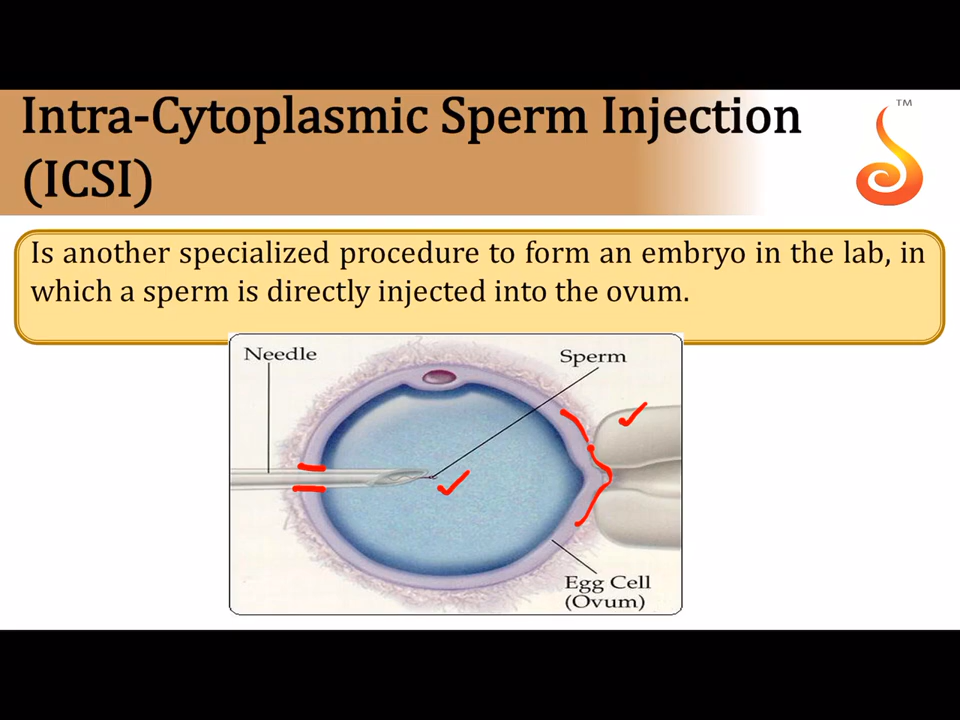 Intra-Cytoplasmic Sperm Injection
(ICSI)
TM
Is another specialized procedure to form an embryo in the lab, in
which a sperm is directly injected into the ovum.
Needle
Sperm
Egg Cell
(Ovum)